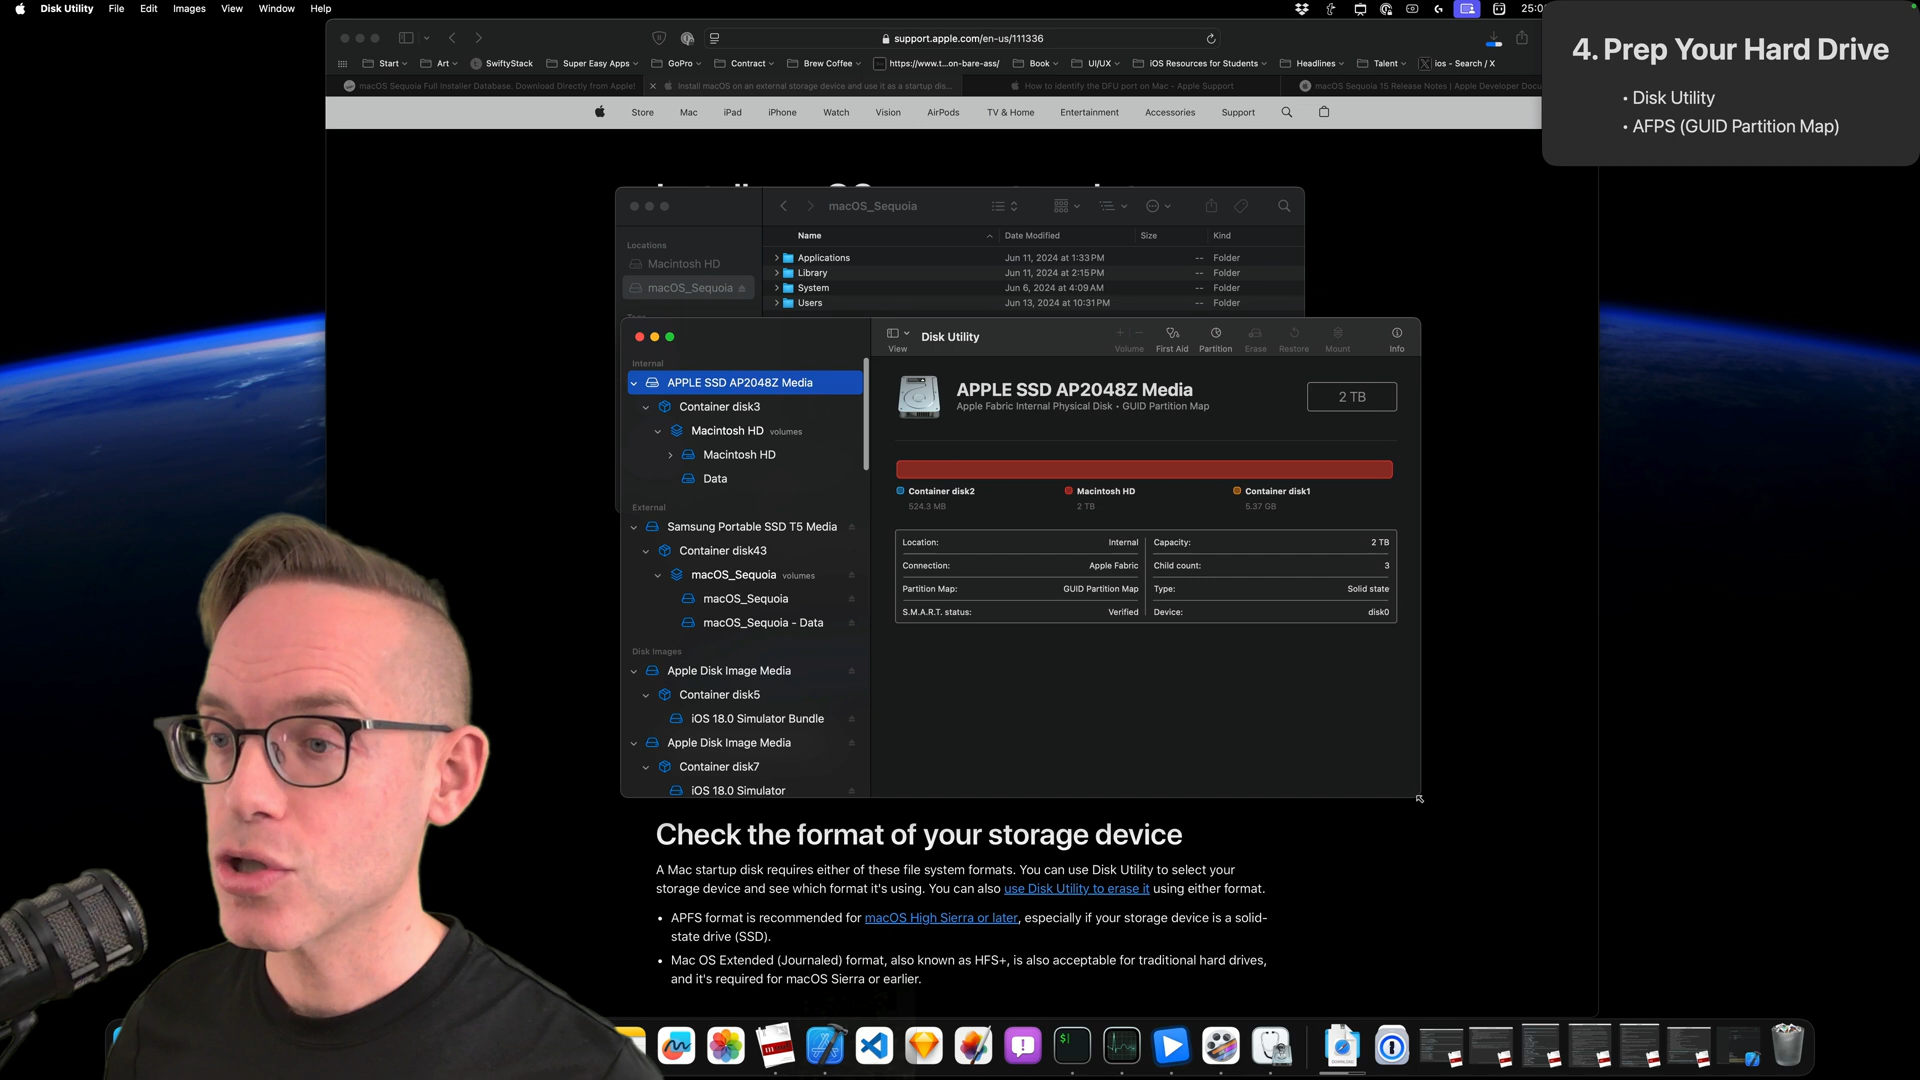 Disk Utility File Edit Images View Window Help
support.apple.com/en-us/111336
Start Art SwiftyStack Super Easy Apps GoPro Contract Brew Coffee https://www.t...on-bare-ass/ Book UI/UX iOS Resources for Students Headlines Talent ios - Search / X
macOS Sequoia Full Installer Database. Download Directly from Apple! Install macOS on an external storage device and use it as a startup dis... How to identify the DFU port on Mac - Apple Support macOS Sequoia 15 Release Notes | Apple Developer Docu
Store Mac iPad iPhone Watch Vision AirPods TV & Home Entertainment Accessories Support
4. Prep Your Hard Drive
• Disk Utility
• AFPS (GUID Partition Map)
macOS_Sequoia
Locations
Macintosh HD
macOS_Sequoia
Name Date Modified Size Kind
Applications Jun 11, 2024 at 1:33 PM -- Folder
Library Jun 11, 2024 at 2:15 PM -- Folder
System Jun 6, 2024 at 4:09 AM -- Folder
Users Jun 13, 2024 at 10:31 PM -- Folder
View Disk Utility Volume First Aid Partition Erase Restore Mount Info
Internal
APPLE SSD AP2048Z Media
Container disk3
Macintosh HD volumes
Macintosh HD
Data
External
Samsung Portable SSD T5 Media
Container disk43
macOS_Sequoia volumes
macOS_Sequoia
macOS_Sequoia - Data
Disk Images
Apple Disk Image Media
Container disk5
iOS 18.0 Simulator Bundle
Apple Disk Image Media
Container disk7
iOS 18.0 Simulator
APPLE SSD AP2048Z Media
Apple Fabric Internal Physical Disk • GUID Partition Map
2 TB
Container disk2 Macintosh HD Container disk1
524.3 MB 2 TB 5.37 GB
Location: Internal Capacity: 2 TB
Connection: Apple Fabric Child count: 3
Partition Map: GUID Partition Map Type: Solid state
S.M.A.R.T. status: Verified Device: disk0
Check the format of your storage device
A Mac startup disk requires either of these file system formats. You can use Disk Utility to select your
storage device and see which format it's using. You can also use Disk Utility to erase it using either format.
• APFS format is recommended for macOS High Sierra or later, especially if your storage device is a solid-
state drive (SSD).
• Mac OS Extended (Journaled) format, also known as HFS+, is also acceptable for traditional hard drives,
and it's required for macOS Sierra or earlier.